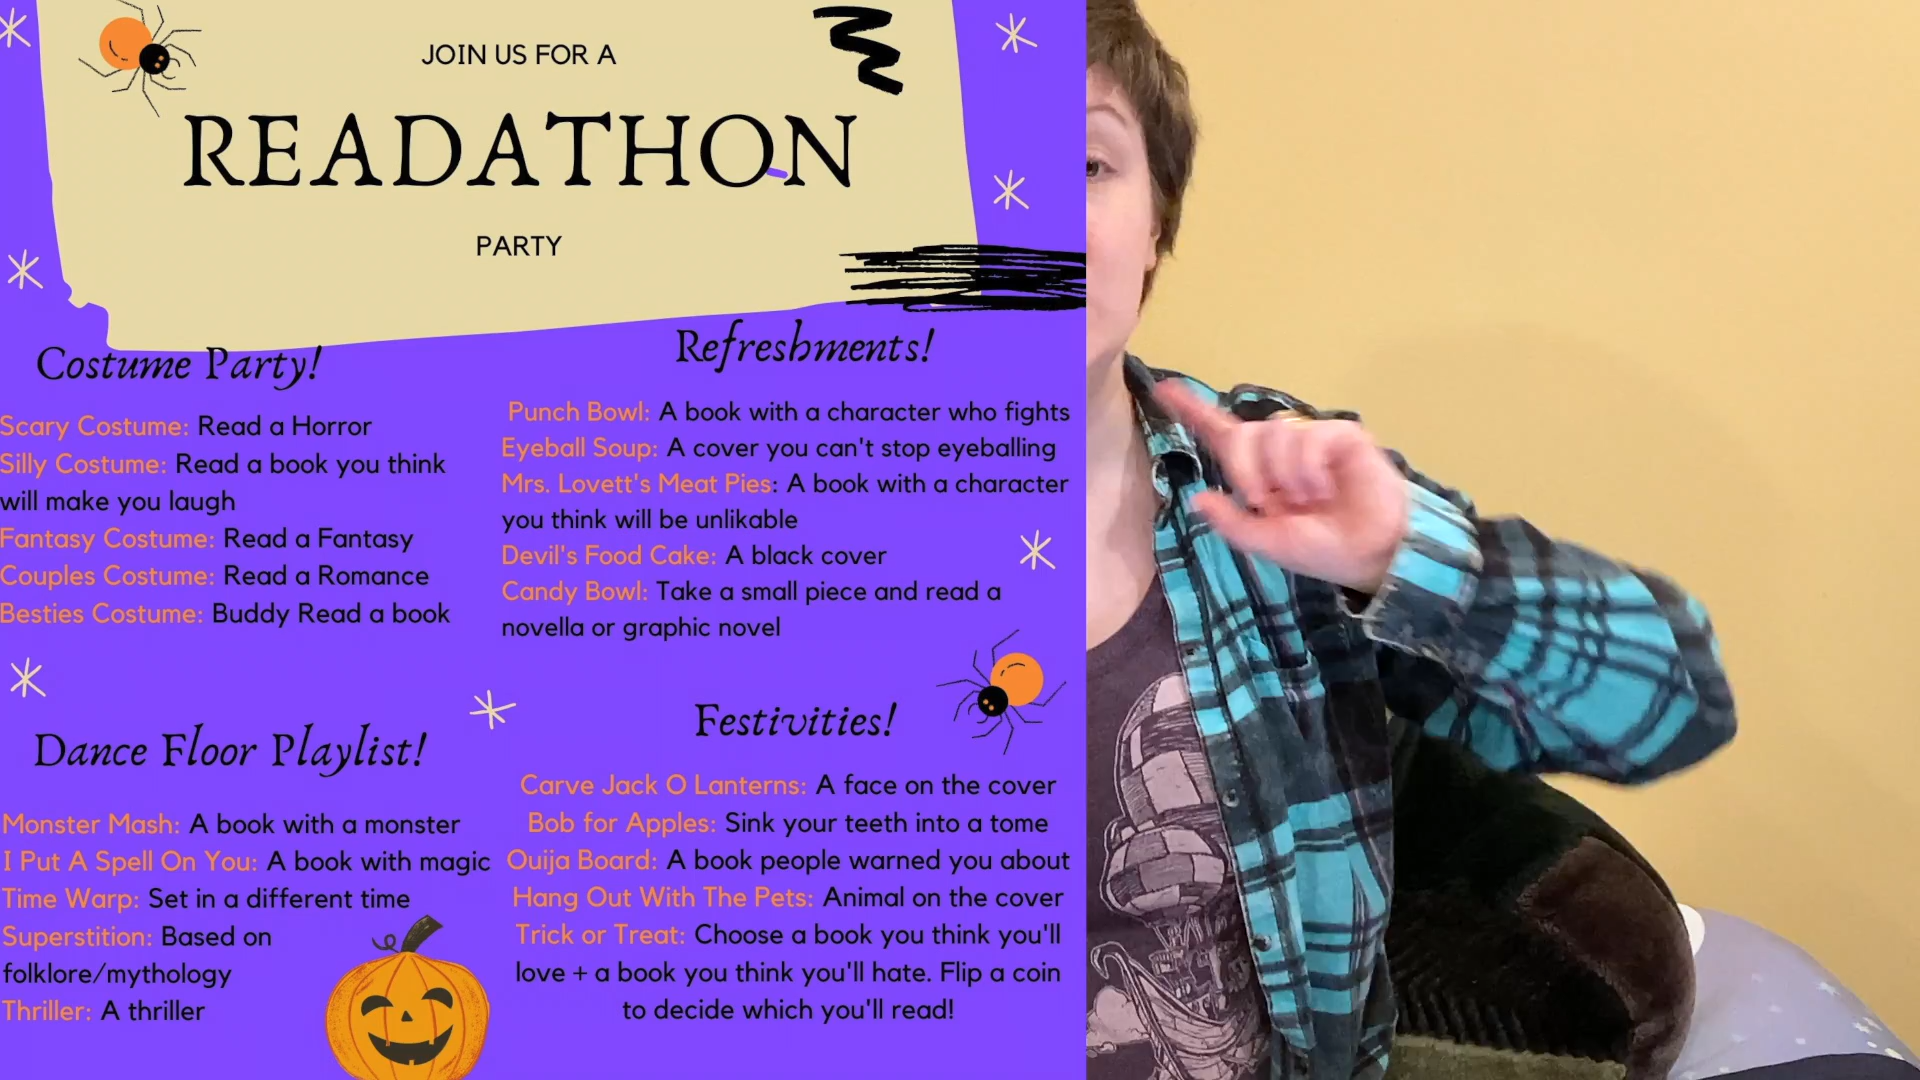 JOIN US FOR A
READATHON
PARTY
Costume Party!
Scary Costume: Read a Horror
Silly Costume: Read a book you think
will make you laugh
Fantasy Costume: Read a Fantasy
Couples Costume: Read a Romance
Besties Costume: Buddy Read a book
Refreshments!
Punch Bowl: A book with a character who fights
Eyeball Soup: A cover you can't stop eyeballing
Mrs. Lovett's Meat Pies: A book with a character
you think will be unlikable
Devil's Food Cake: A black cover
Candy Bowl: Take a small piece and read a
novella or graphic novel
Dance Floor Playlist!
Monster Mash: A book with a monster
I Put A Spell On You: A book with magic
Time Warp: Set in a different time
Superstition: Based on
folklore/mythology
Thriller: A thriller
Festivities!
Carve Jack O Lanterns: A face on the cover
Bob for Apples: Sink your teeth into a tome
Ouija Board: A book people warned you about
Hang Out With The Pets: Animal on the cover
Trick or Treat: Choose a book you think you'll
love + a book you think you'll hate. Flip a coin
to decide which you'll read!